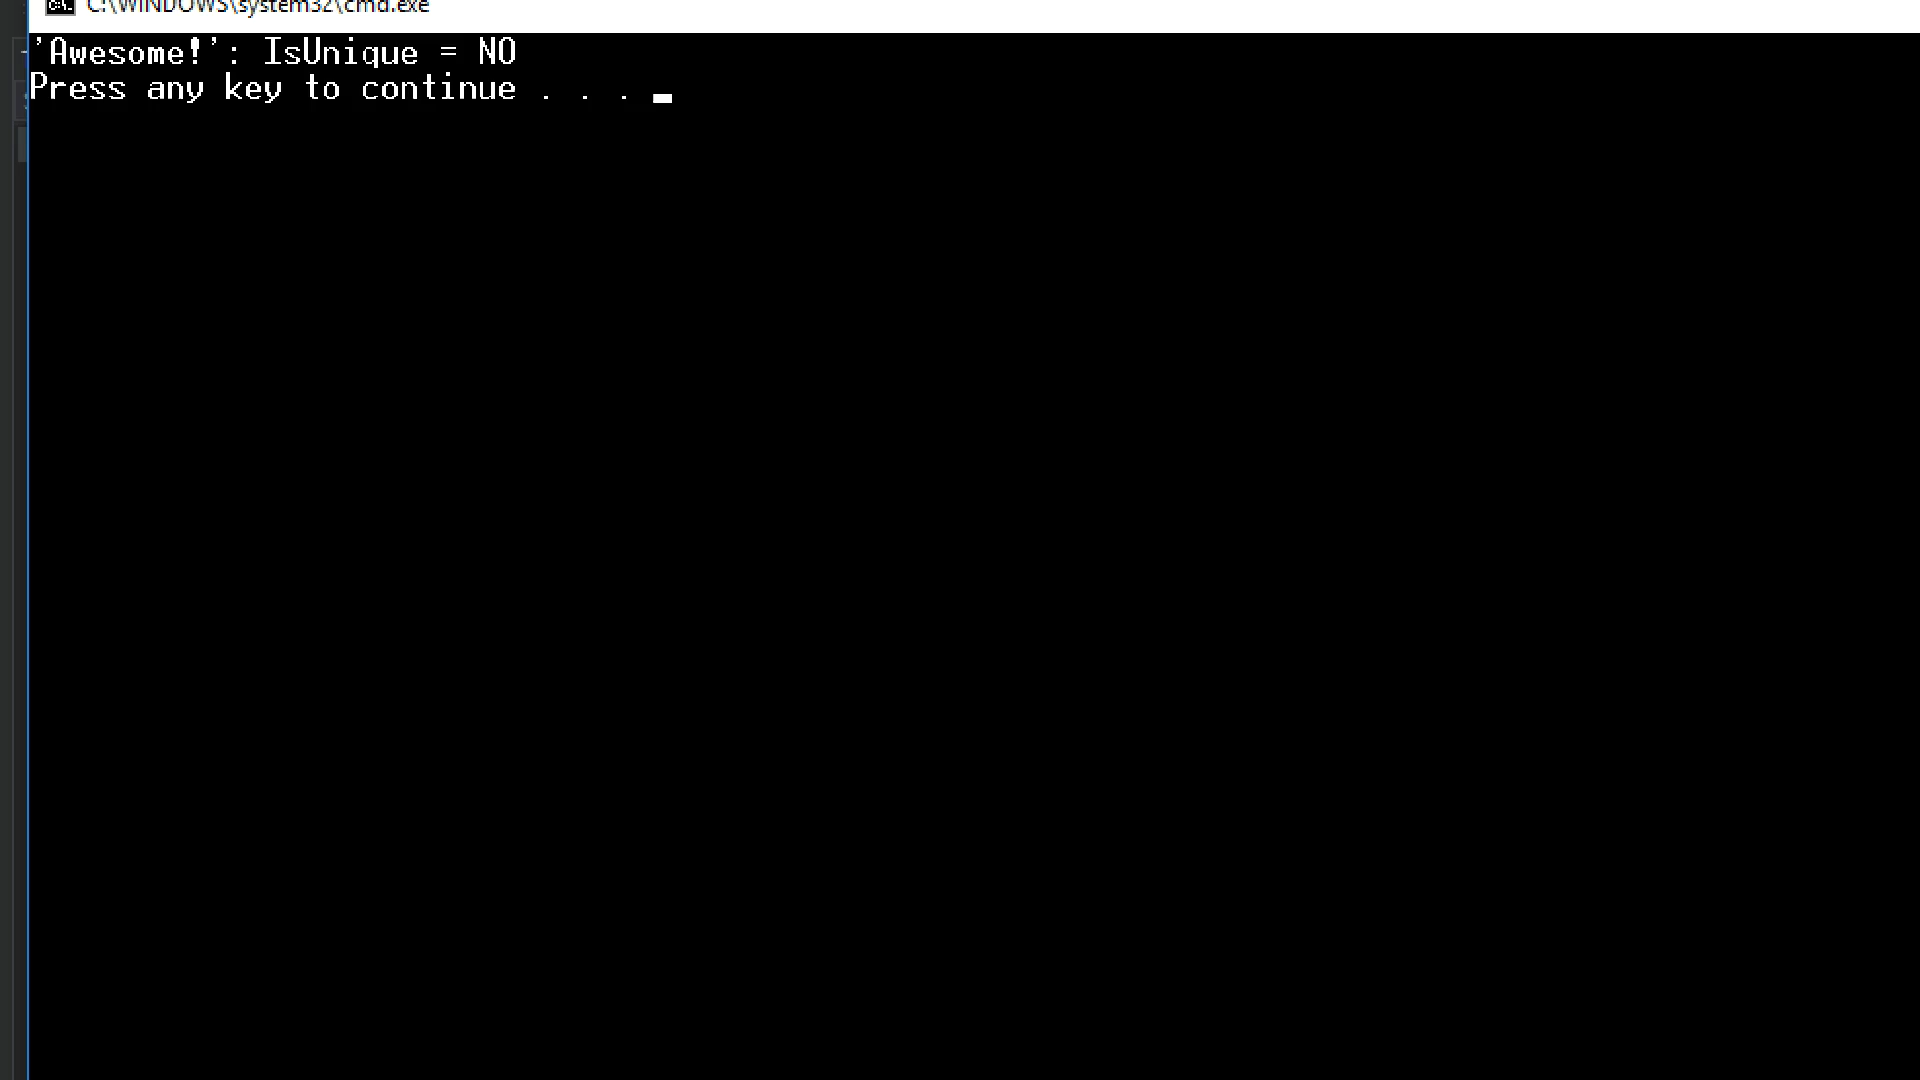 C:\WINDOWS\system32\cmd.exe
'Awesome!': IsUnique = NO
Press any key to continue . . .